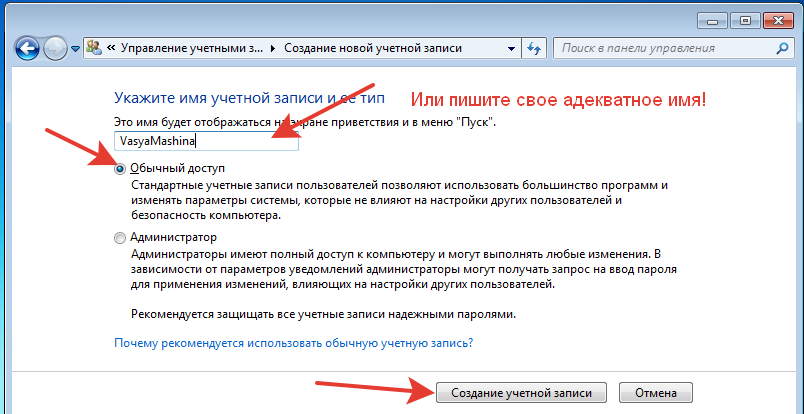 Управление учетными з... Создание новой учетной записи Поиск в панели управления
Укажите имя учетной записи и ее тип
Или пишите свое адекватное имя!
Это имя будет отображаться на экране приветствия и в меню "Пуск".
VasyaMashina
Обычный доступ
Стандартные учетные записи пользователей позволяют использовать большинство программ и
изменять параметры системы, которые не влияют на настройки других пользователей и
безопасность компьютера.
Администратор
Администраторы имеют полный доступ к компьютеру и могут выполнять любые изменения. В
зависимости от параметров уведомлений администраторы могут получать запрос на ввод пароля
для применения изменений, влияющих на настройки других пользователей.
Рекомендуется защищать все учетные записи надежными паролями.
Почему рекомендуется использовать обычную учетную запись?
Создание учетной записи Отмена